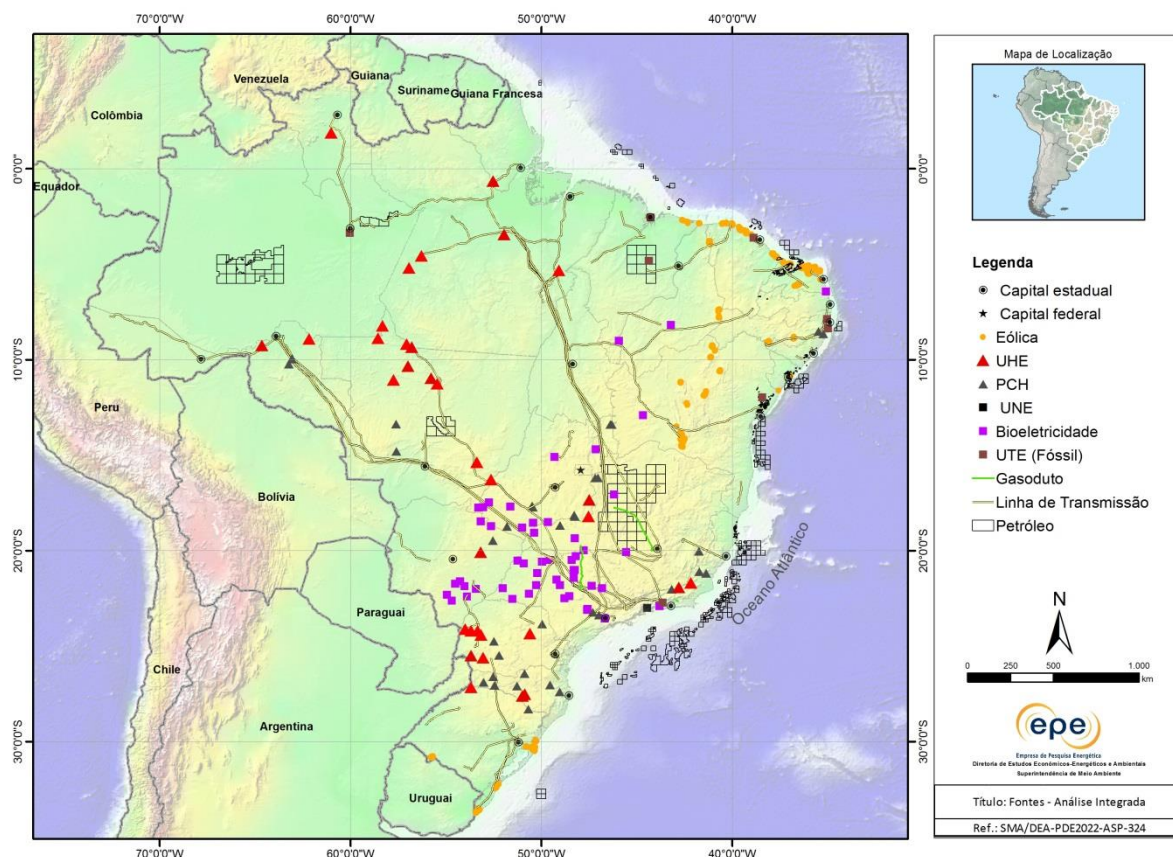 70°0'0"W 60°0'0"W 50°0'0"W 40°0'0"W
Venezuela
Guiana
Suriname
Guiana Francesa
Colômbia
Equador
Peru
Bolívia
Paraguai
Chile
Argentina
Uruguai
Oceano Atlântico
0°0'0"
10°0'0"S
20°0'0"S
30°0'0"S
0°0'0"
10°0'0"S
20°0'0"S
30°0'0"S
70°0'0"W 60°0'0"W 50°0'0"W 40°0'0"W
Mapa de Localização
Legenda
Capital estadual
Capital federal
Eólica
UHE
PCH
UNE
Bioeletricidade
UTE (Fóssil)
Gasoduto
Linha de Transmissão
Petróleo
N
0 250 500 1.000
km
epe
Empresa de Pesquisa Energética
Diretoria de Estudos Econômicos-Energéticos e Ambientais
Superintendência de Meio Ambiente
Título: Fontes - Análise Integrada
Ref.: SMA/DEA-PDE2022-ASP-324